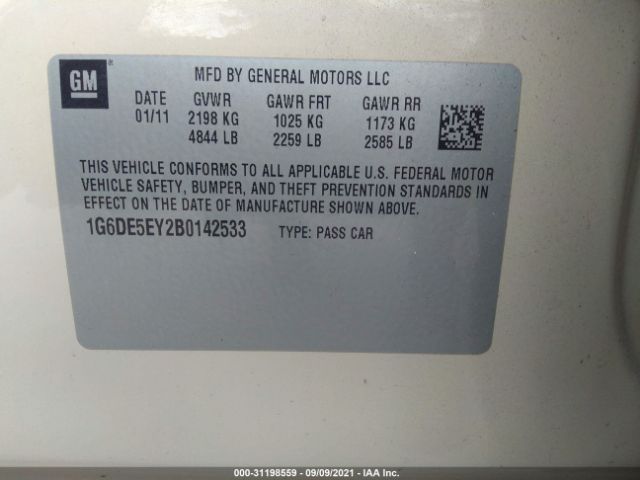 GM®
MFD BY GENERAL MOTORS LLC
DATE GVWR GAWR FRT GAWR RR
01/11 2198 KG 1025 KG 1173 KG
4844 LB 2259 LB 2585 LB
THIS VEHICLE CONFORMS TO ALL APPLICABLE U.S. FEDERAL MOTOR
VEHICLE SAFETY, BUMPER, AND THEFT PREVENTION STANDARDS IN
EFFECT ON THE DATE OF MANUFACTURE SHOWN ABOVE.
1G6DE5EY2B0142533 TYPE: PASS CAR
000-31198559 - 09/09/2021 - IAA Inc.